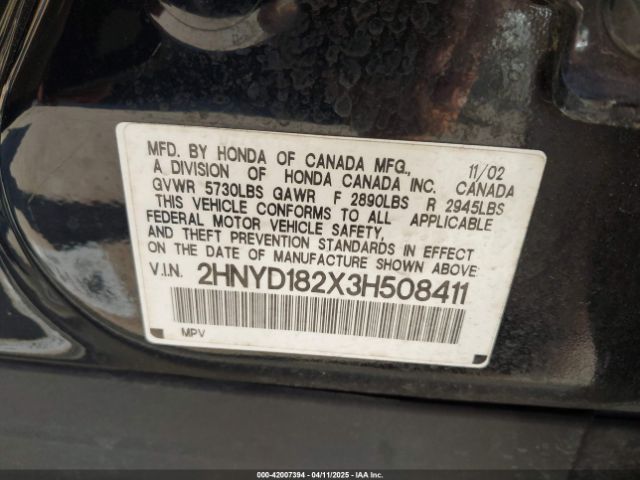 MFD. BY HONDA OF CANADA MFG., 11/02
A DIVISION OF HONDA CANADA INC. CANADA
GVWR 5730LBS GAWR F 2890LBS R 2945LBS
THIS VEHICLE CONFORMS TO ALL APPLICABLE
FEDERAL MOTOR VEHICLE SAFETY,
AND THEFT PREVENTION STANDARDS IN EFFECT
ON THE DATE OF MANUFACTURE SHOWN ABOVE.
V.I.N. 2HNYD182X3H508411
MPV
000-42007394 - 04/11/2025 - IAAI.COM